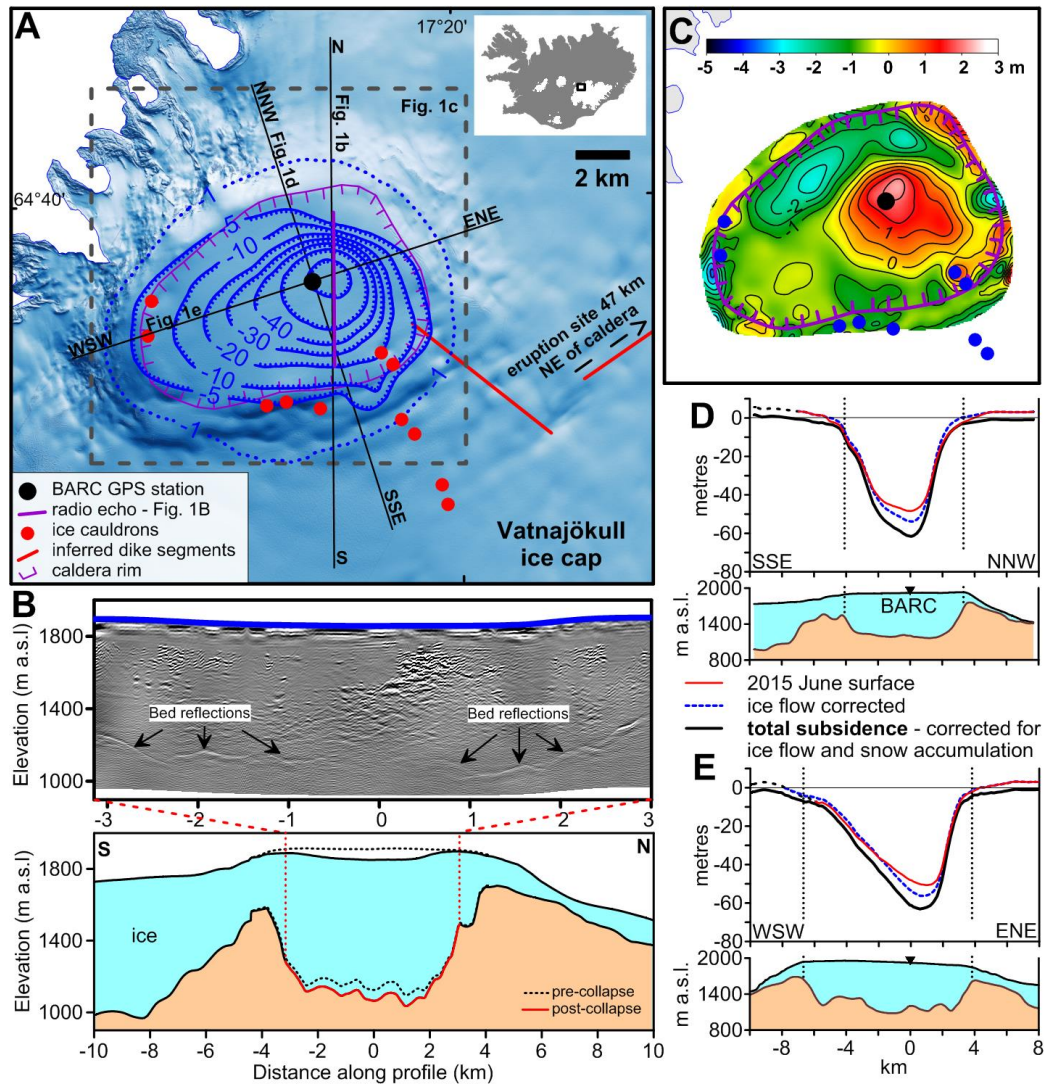 A
17°20'
64°40'
N
NNW
Fig. 1d
Fig. 1b
Fig. 1c
2 km
ENE
Fig. 1e
WSW
SSE
S
-1
-5
-10
-40
-30
-20
-10
-5
-1
-1
eruption site 47 km
NE of caldera
BARC GPS station
radio echo - Fig. 1B
ice cauldrons
inferred dike segments
caldera rim
Vatnajökull
ice cap
B
Elevation (m a.s.l)
1800
1400
1000
Bed reflections
Bed reflections
-3 -2 -1 0 1 2 3
S
N
Elevation (m a.s.l)
1800
1400
1000
ice
pre-collapse
post-collapse
-10 -8 -6 -4 -2 0 2 4 6 8 10
Distance along profile (km)
C
-5 -4 -3 -2 -1 0 1 2 3 m
-2
-1
1
0
D
metres
0
-20
-40
-60
-80
SSE
NNW
m a.s.l.
2000
1400
800
BARC
-8 -4 0 4 8
2015 June surface
ice flow corrected
total subsidence - corrected for
ice flow and snow accumulation
E
metres
0
-20
-40
-60
-80
WSW
ENE
m a.s.l.
2000
1400
800
-8 -4 0 4 8
km